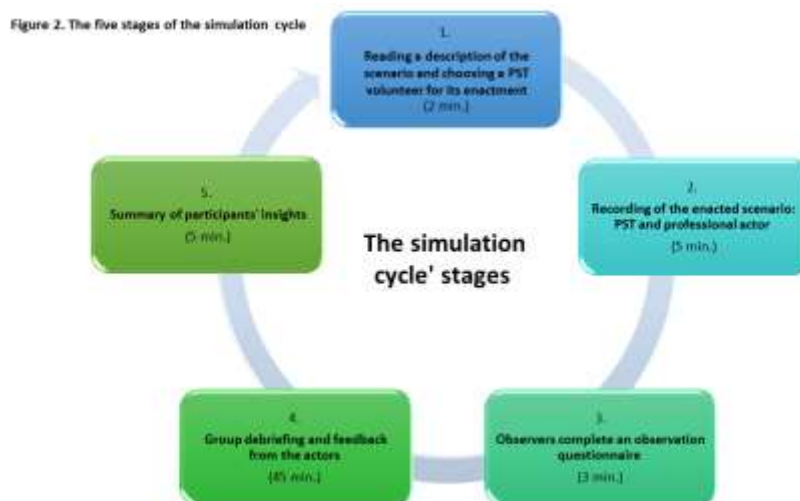 Figure 2. The five stages of the simulation cycle
1.
Reading a description of the
scenario and choosing a PST
volunteer for its enactment
(2 min.)
2.
Recording of the enacted scenario:
PST and professional actor
(5 min.)
3.
Observers complete an observation
questionnaire
(3 min.)
4.
Group debriefing and feedback
from the actors
(45 min.)
5.
Summary of participants' insights
(5 min.)
The simulation
cycle' stages